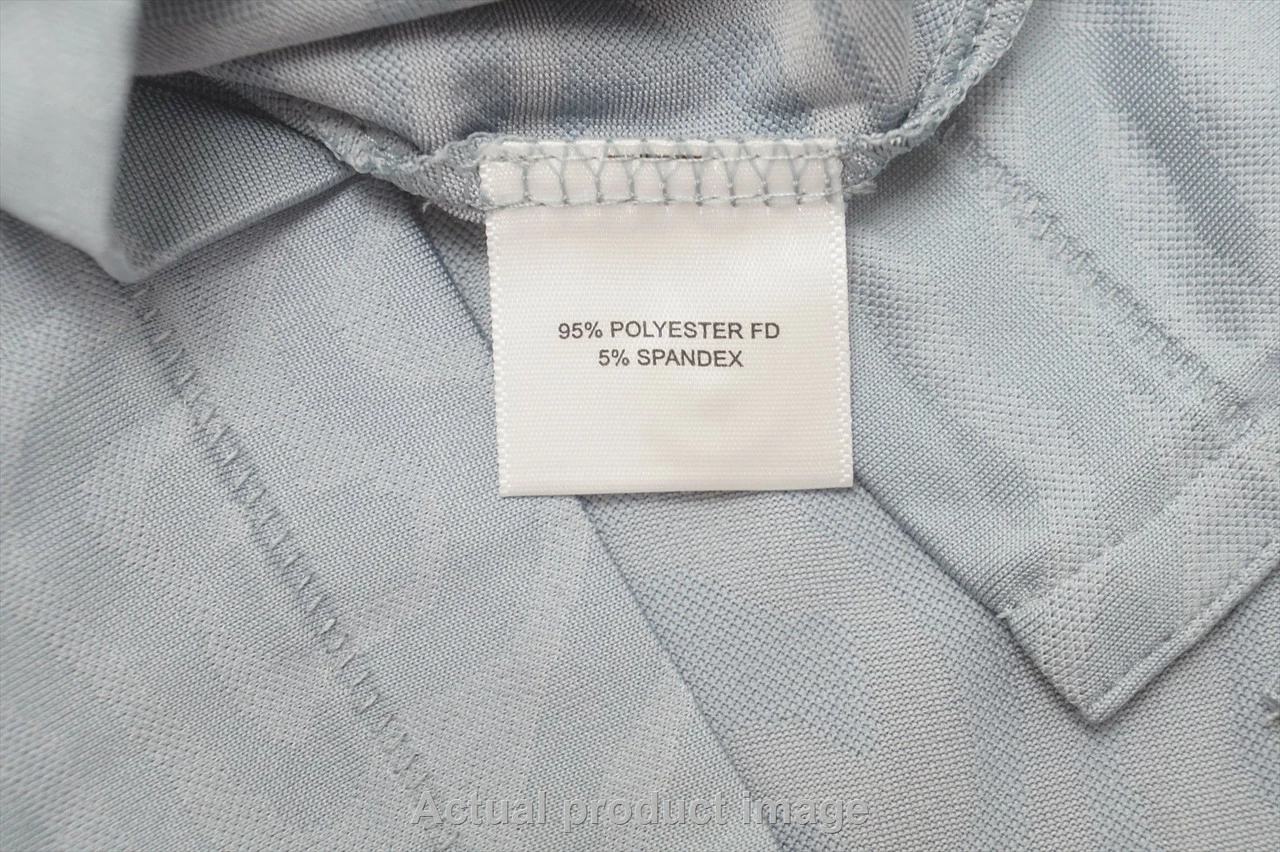 95% POLYESTER FD
5% SPANDEX
Actual product image